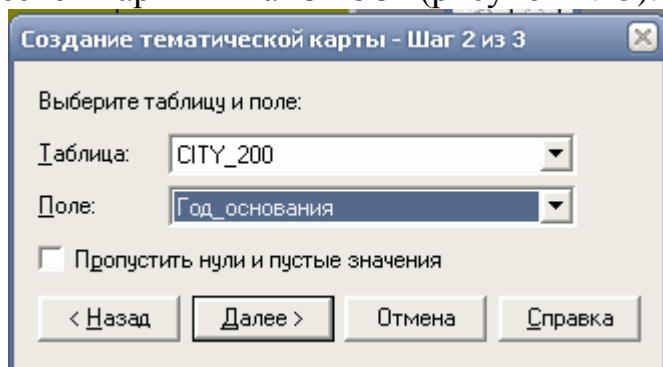 Создание тематической карты - Шаг 2 из 3
Выберите таблицу и поле:
Таблица: CITY_200
Поле: Год_основания
Пропустить нули и пустые значения
< Назад Далее > Отмена Справка